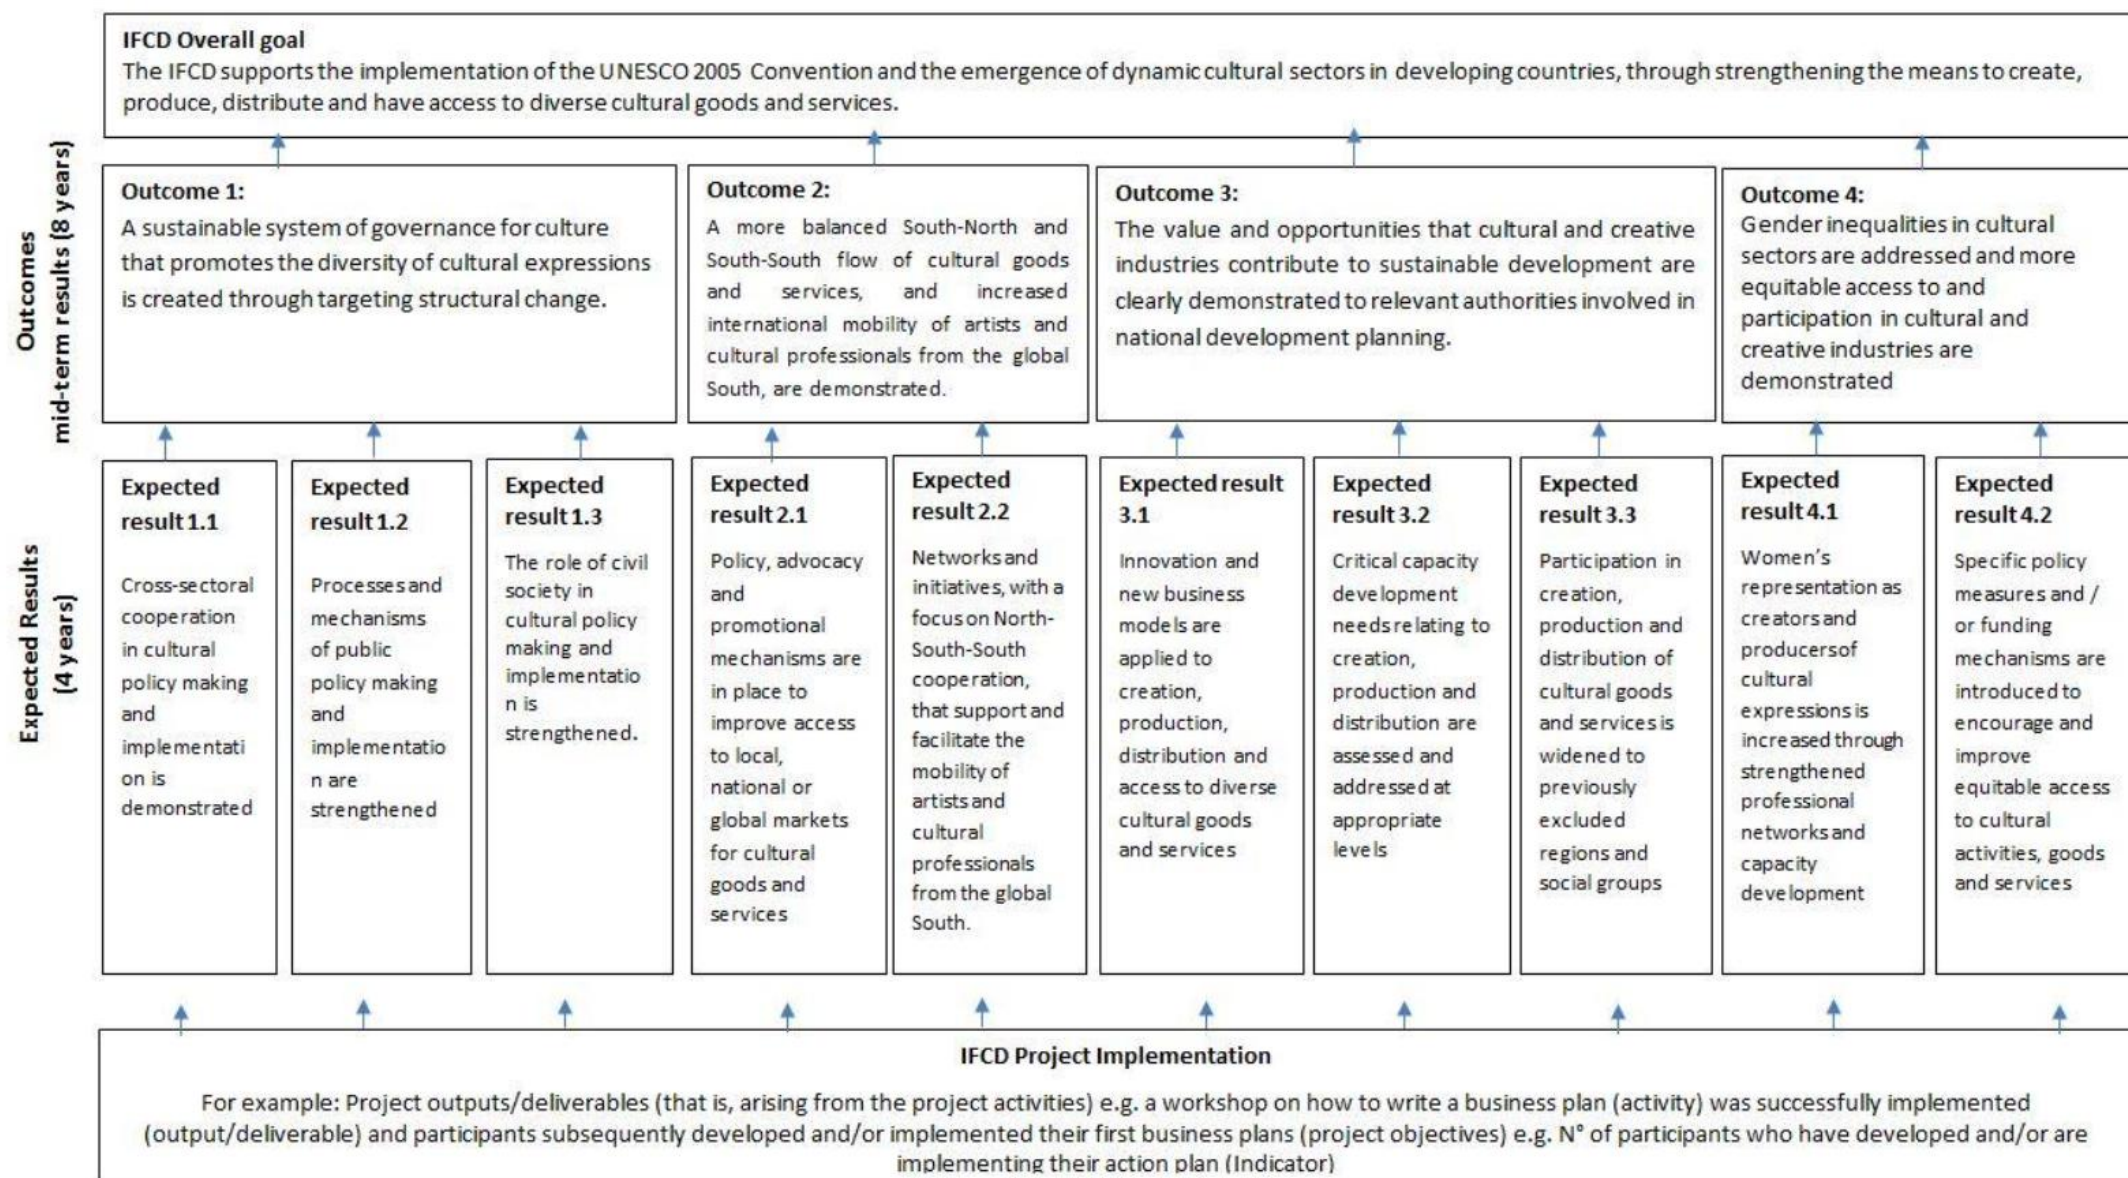 IFCD Overall goal
The IFCD supports the implementation of the UNESCO 2005 Convention and the emergence of dynamic cultural sectors in developing countries, through strengthening the means to create,
produce, distribute and have access to diverse cultural goods and services.
Outcomes
mid-term results (8 years)
Outcome 1:
A sustainable system of governance for culture
that promotes the diversity of cultural expressions
is created through targeting structural change.
Outcome 2:
A more balanced South-North and
South-South flow of cultural goods
and services, and increased
international mobility of artists and
cultural professionals from the global
South, are demonstrated.
Outcome 3:
The value and opportunities that cultural and creative
industries contribute to sustainable development are
clearly demonstrated to relevant authorities involved in
national development planning.
Outcome 4:
Gender inequalities in cultural
sectors are addressed and more
equitable access to and
participation in cultural and
creative industries are
demonstrated
Expected Results
(4 years)
Expected
result 1.1
Cross-sectoral
cooperation
in cultural
policy making
and
implementati
on is
demonstrated
Expected
result 1.2
Processes and
mechanisms
of public
policy making
and
implementatio
n are
strengthened
Expected
result 1.3
The role of civil
society in
cultural policy
making and
implementatio
n is
strengthened.
Expected
result 2.1
Policy, advocacy
and
promotional
mechanisms are
in place to
improve access
to local,
national or
global markets
for cultural
goods and
services
Expected
result 2.2
Networks and
initiatives, with a
focus on North-
South-South
cooperation,
that support and
facilitate the
mobility of
artists and
cultural
professionals
from the global
South.
Expected result
3.1
Innovation and
new business
models are
applied to
creation,
production,
distribution and
access to diverse
cultural goods
and services
Expected
result 3.2
Critical capacity
development
needs relating to
creation,
production and
distribution are
assessed and
addressed at
appropriate
levels
Expected
result 3.3
Participation in
creation,
production and
distribution of
cultural goods
and services is
widened to
previously
excluded
regions and
social groups
Expected
result 4.1
Women's
representation as
creators and
producersof
cultural
expressions is
increased through
strengthened
professional
networks and
capacity
development
Expected
result 4.2
Specific policy
measures and /
or funding
mechanisms are
introduced to
encourage and
improve
equitable access
to cultural
activities, goods
and services
IFCD Project Implementation
For example: Project outputs/deliverables (that is, arising from the project activities) e.g. a workshop on how to write a business plan (activity) was successfully implemented
(output/deliverable) and participants subsequently developed and/or implemented their first business plans (project objectives) e.g. N° of participants who have developed and/or are
implementing their action plan (Indicator)